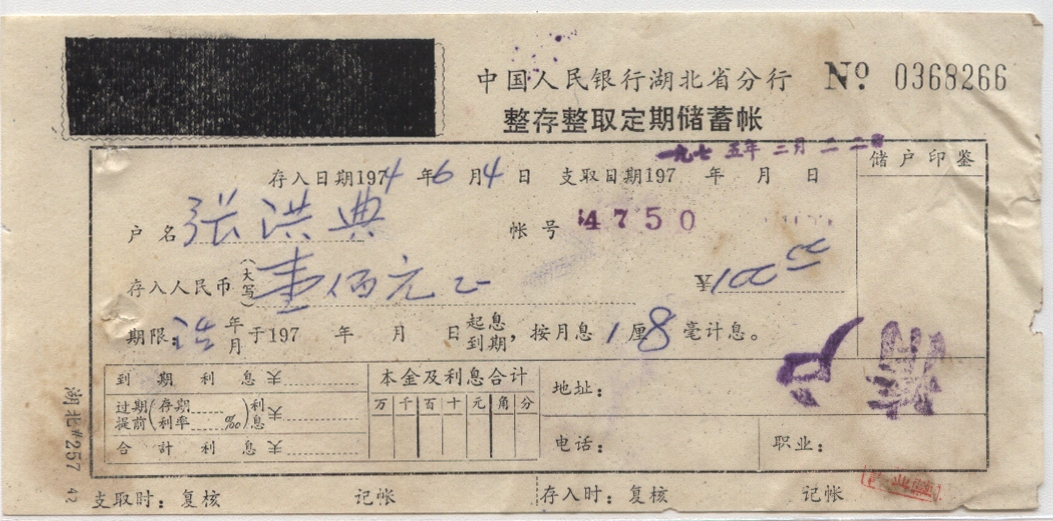 中国人民银行湖北省分行 Nº 0368266
整存整取定期储蓄帐
一九七五年二月二二日
储户印鉴
存入日期1974年6月4日 支取日期197 年 月 日
户名 张洪典 帐号 4750
存入人民币(大写)壹佰元 ¥100.00
期限: 年月于197 年 月 日起息到期,按月息1厘8毫计息。
到期利息¥
本金及利息合计
地址:
万千百十元角分
过期提前(存期 利率 ‰)利息¥
合计利息¥
电话: 职业:
湖北#257 42
支取时:复核 记帐 存入时:复核 记帐